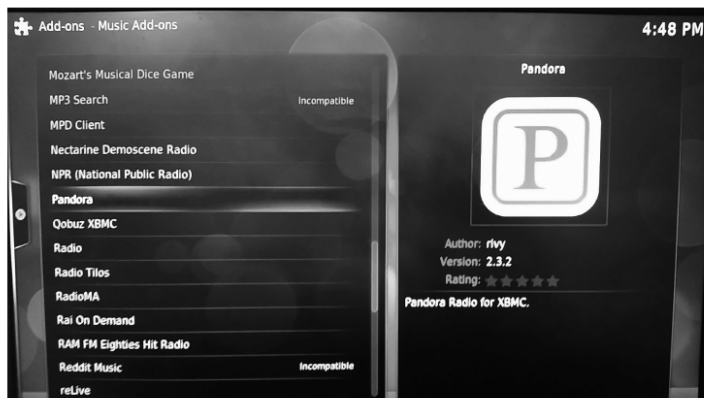 Add-ons - Music Add-ons
4:48 PM
Mozart's Musical Dice Game
MP3 Search Incompatible
MPD Client
Nectarine Demoscene Radio
NPR (National Public Radio)
Pandora
Qobuz XBMC
Radio
Radio Tilos
RadioMA
Rai On Demand
RAM FM Eighties Hit Radio
Reddit Music Incompatible
reLive
Pandora
P
Author: rivy
Version: 2.3.2
Rating:
Pandora Radio for XBMC.